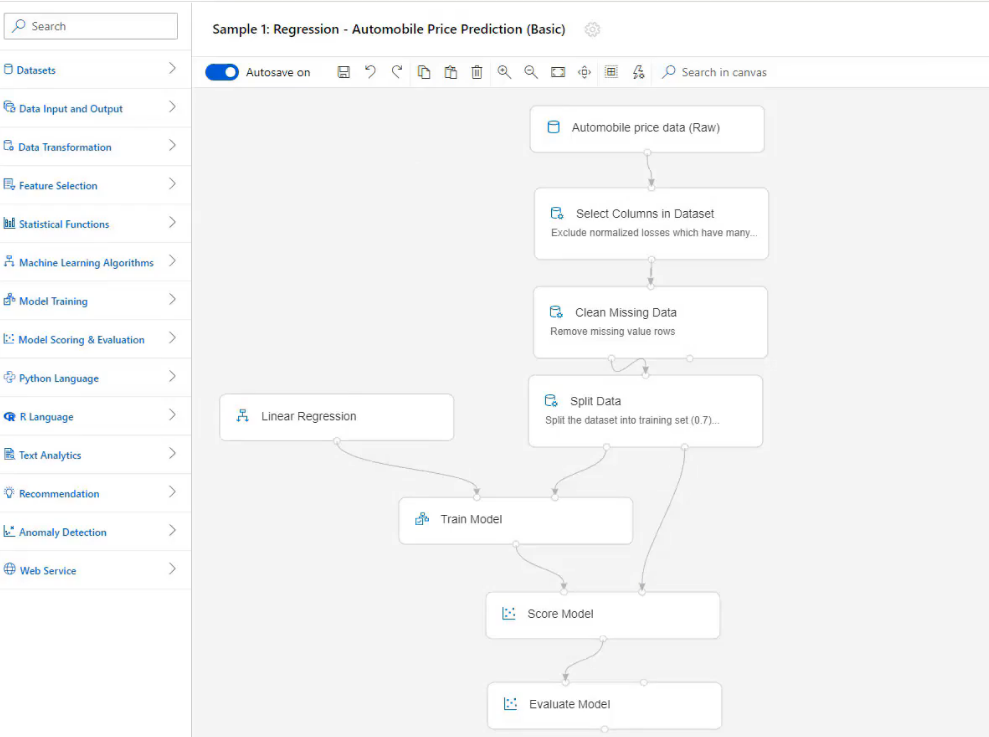 Search
Datasets
Data Input and Output
Data Transformation
Feature Selection
Statistical Functions
Machine Learning Algorithms
Model Training
Model Scoring & Evaluation
Python Language
R Language
Text Analytics
Recommendation
Anomaly Detection
Web Service
Sample 1: Regression - Automobile Price Prediction (Basic)
Autosave on
Search in canvas
Automobile price data (Raw)
Select Columns in Dataset
Exclude normalized losses which have many...
Clean Missing Data
Remove missing value rows
Split Data
Split the dataset into training set (0.7)...
Linear Regression
Train Model
Score Model
Evaluate Model